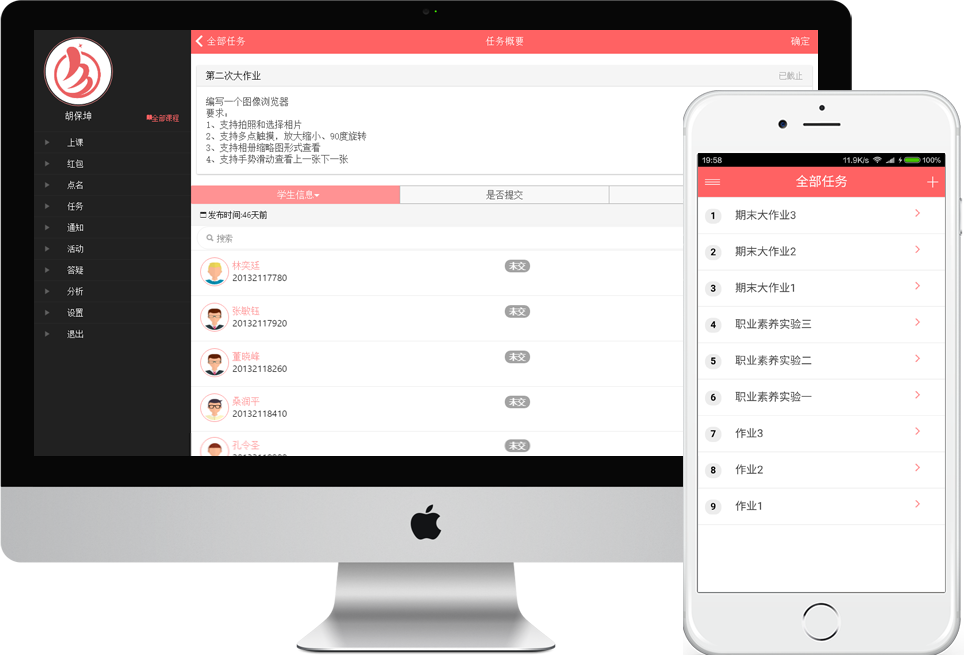 胡保坤
全部课程
上课
红包
点名
任务
通知
活动
答疑
分析
设置
退出
全部任务
任务概要
确定
第二次大作业
已截止
编写一个图像浏览器
要求：
1、支持拍照和选择相片
2、支持多点触摸，放大缩小、90度旋转
3、支持相册缩略图形式查看
4、支持手势滑动查看上一张下一张
学生信息
是否提交
发布时间:46天前
搜索
林奕廷
未交
20132117780
张敏钰
未交
20132117920
董晓峰
未交
20132118260
桑润平
未交
20132118410
孔令圣
未交
19:58
11.9K/s
100%
全部任务
1 期末大作业3
2 期末大作业2
3 期末大作业1
4 职业素养实验三
5 职业素养实验二
6 职业素养实验一
7 作业3
8 作业2
9 作业1